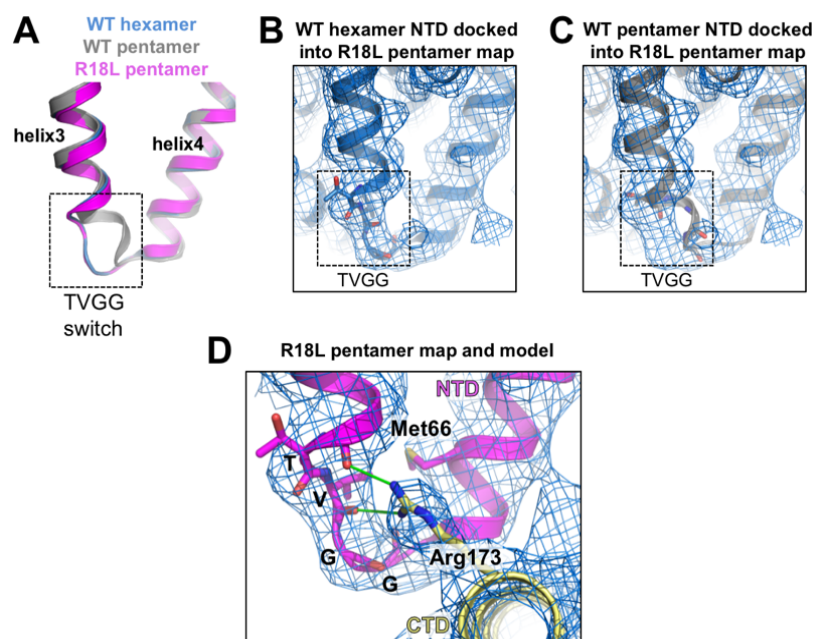 A
WT hexamer
WT pentamer
R18L pentamer
helix3
helix4
TVGG
switch
B
WT hexamer NTD docked
into R18L pentamer map
TVGG
C
WT pentamer NTD docked
into R18L pentamer map
TVGG
D
R18L pentamer map and model
NTD
Met66
T
V
G
G
Arg173
CTD